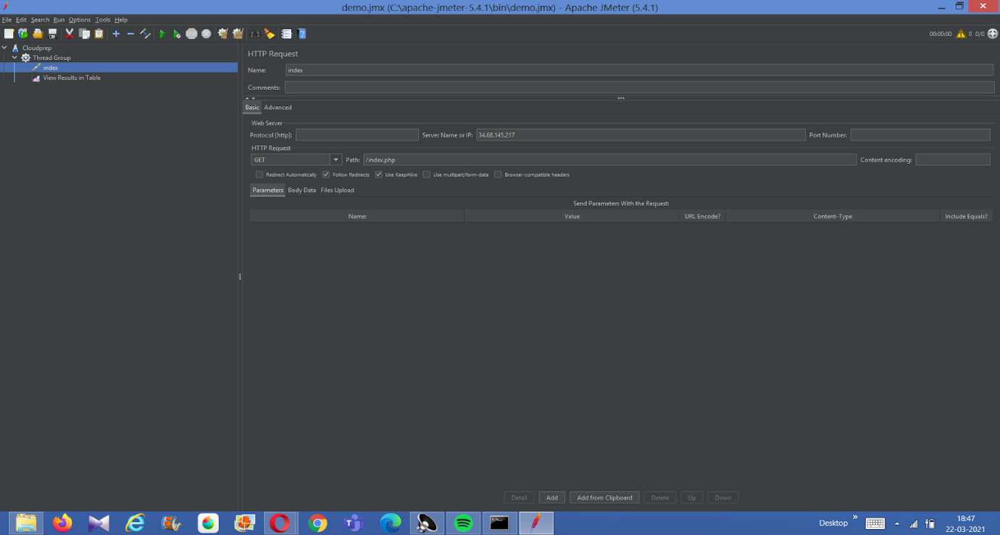 demo.jmx (C:\apache-jmeter-5.4.1\bin\demo.jmx) - Apache JMeter (5.4.1)
File Edit Search Run Options Tools Help
00:00:00 0 0/0
Cloudprep
Thread Group
index
View Results in Table
HTTP Request
Name: index
Comments:
Basic Advanced
Web Server
Protocol [http]: Server Name or IP: 34.68.145.217 Port Number:
HTTP Request
GET Path: /index.php Content encoding:
Redirect Automatically Follow Redirects Use KeepAlive Use multipart/form-data Browser-compatible headers
Parameters Body Data Files Upload
Send Parameters With the Request:
Name: Value URL Encode? Content-Type Include Equals?
Detail Add Add from Clipboard Delete Up Down
Desktop 18:47
22-03-2021